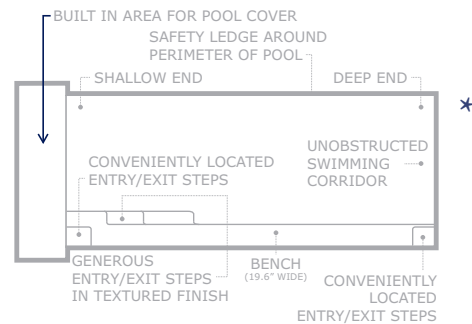 BUILT IN AREA FOR POOL COVER
SAFETY LEDGE AROUND
PERIMETER OF POOL
SHALLOW END
DEEP END
*
UNOBSTRUCTED
SWIMMING
CORRIDOR
CONVENIENTLY LOCATED
ENTRY/EXIT STEPS
GENEROUS
ENTRY/EXIT STEPS
IN TEXTURED FINISH
BENCH
(19.6" WIDE)
CONVENIENTLY
LOCATED
ENTRY/EXIT STEPS